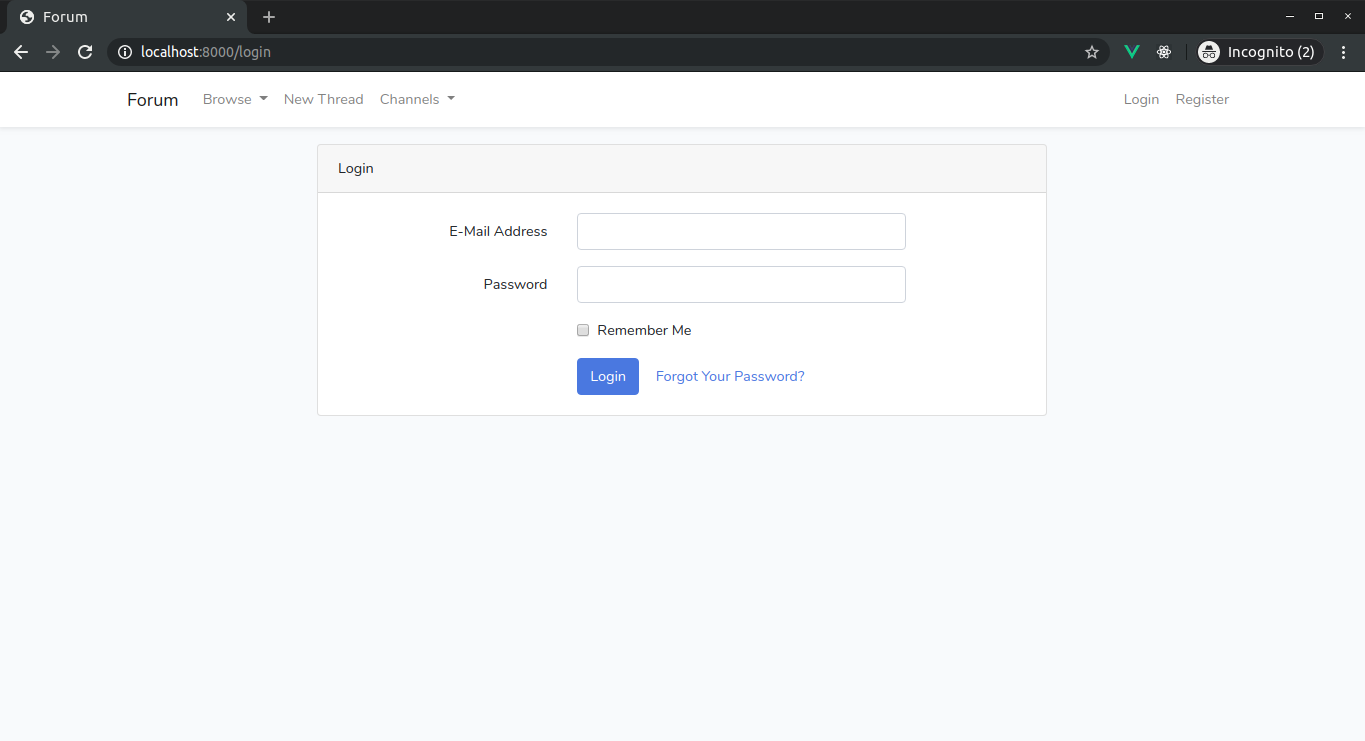 Forum
localhost:8000/login
Incognito (2)
Forum Browse New Thread Channels Login Register
Login
E-Mail Address
Password
Remember Me
Login Forgot Your Password?